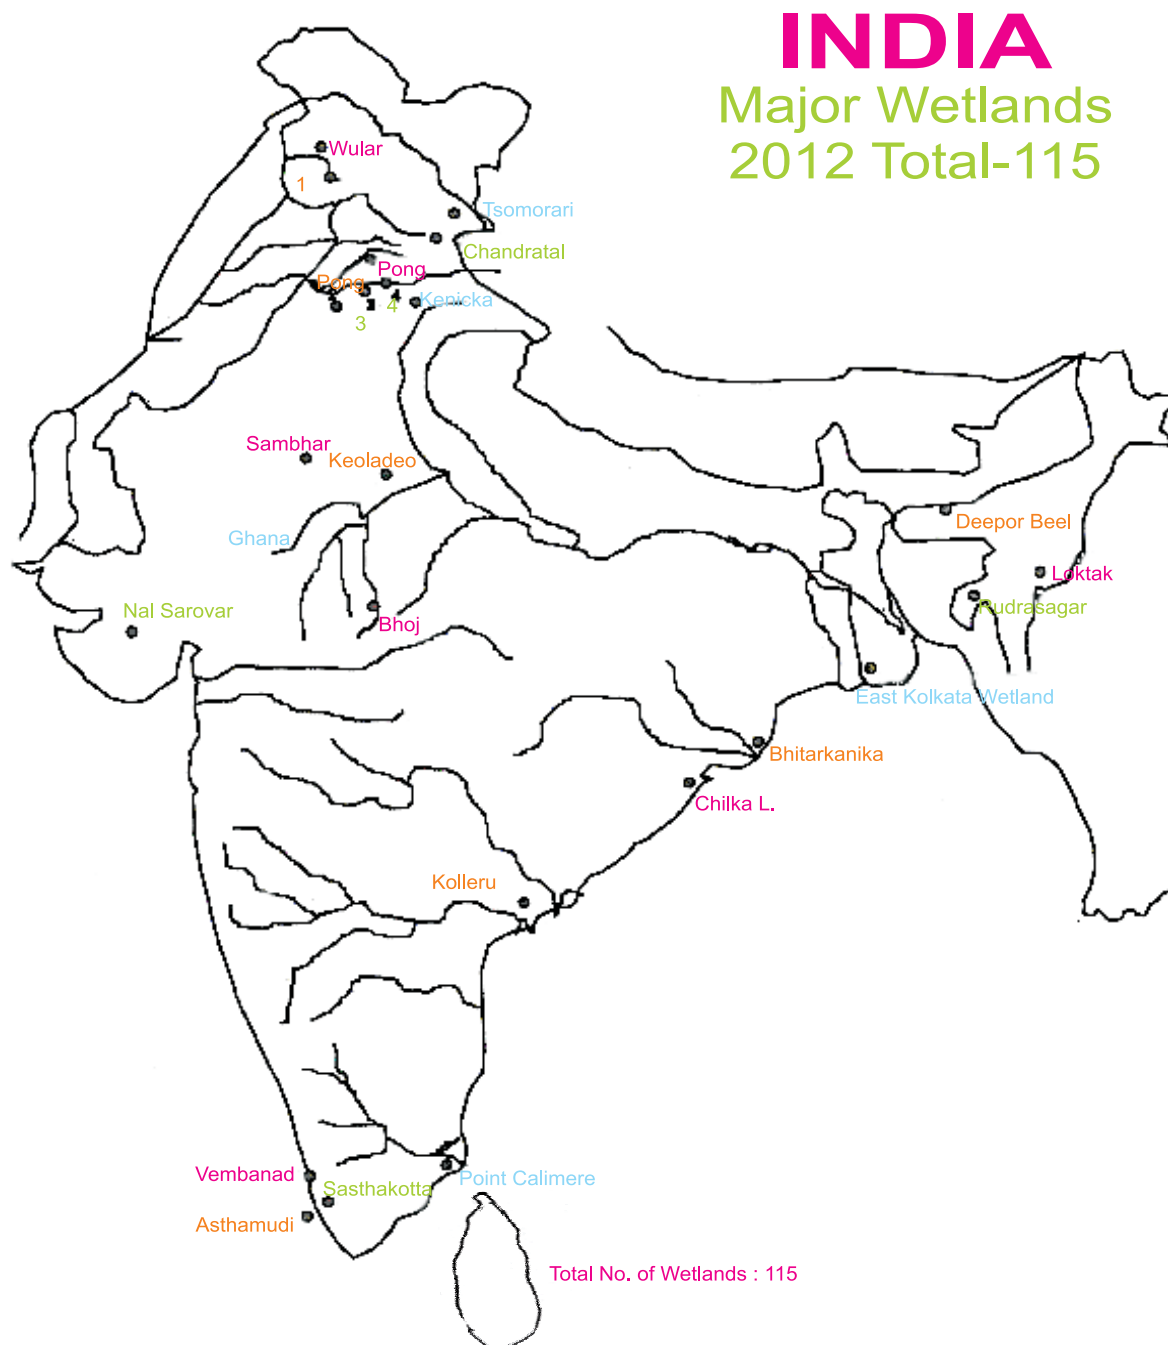 INDIA
Major Wetlands
2012 Total-115
Wular
1
Tsomorari
Chandratal
Pong
Pong
4
Kenicka
4
3
Sambhar
Keoladeo
Ghana
Deepor Beel
Loktak
Rudrasagar
Nal Sarovar
Bhoj
East Kolkata Wetland
Bhitarkanika
Chilka L.
Kolleru
Vembanad
Point Calimere
Sasthakotta
Asthamudi
Total No. of Wetlands : 115